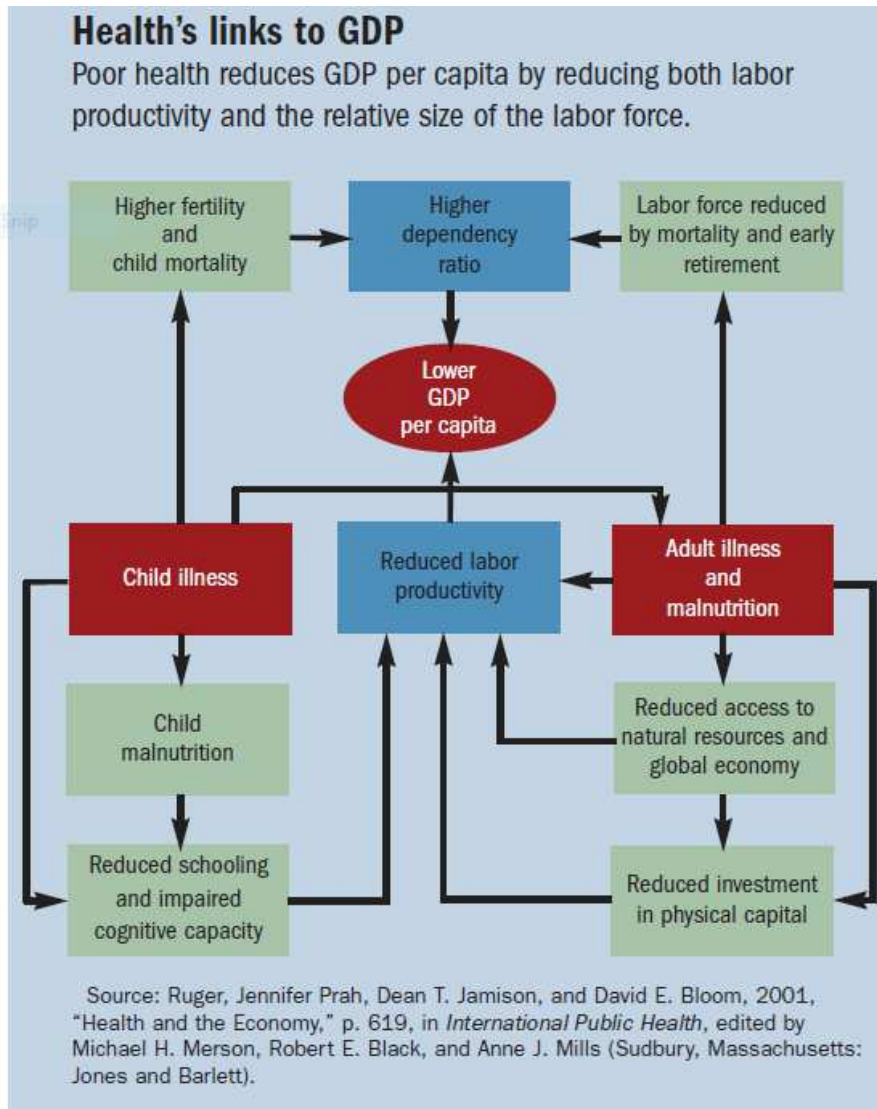 Health's links to GDP
Poor health reduces GDP per capita by reducing both labor
productivity and the relative size of the labor force.
Snip
Higher fertility
and
child mortality
Higher
dependency
ratio
Labor force reduced
by mortality and early
retirement
Lower
GDP
per capita
Child illness
Reduced labor
productivity
Adult illness
and
malnutrition
Child
malnutrition
Reduced access to
natural resources and
global economy
Reduced schooling
and impaired
cognitive capacity
Reduced investment
in physical capital
Source: Ruger, Jennifer Prah, Dean T. Jamison, and David E. Bloom, 2001,
"Health and the Economy," p. 619, in International Public Health, edited by
Michael H. Merson, Robert E. Black, and Anne J. Mills (Sudbury, Massachusetts:
Jones and Barlett).